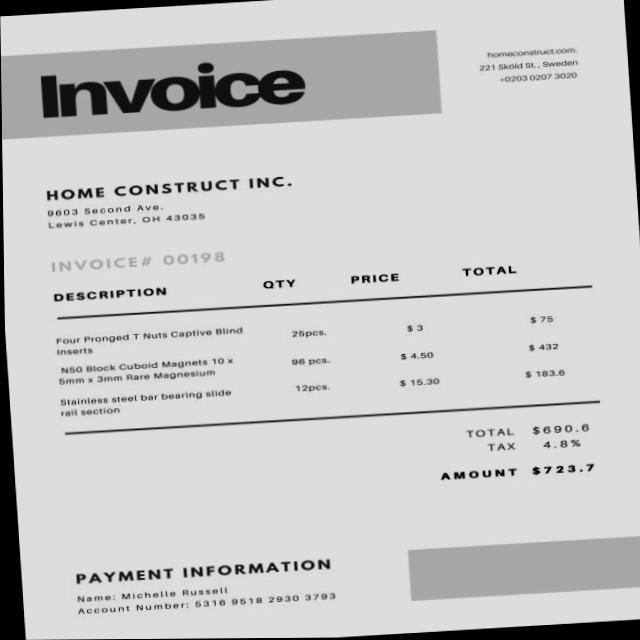 Invoice
homeconstruct.com.
221 Sköld St., Sweden
+0203 0207 3020
HOME CONSTRUCT INC.
9603 Second Ave.
Lewis Center, OH 43035
INVOICE# 00198
DESCRIPTION QTY PRICE TOTAL
Four Pronged T Nuts Captive Blind
Inserts
25pcs. $ 3 $ 75
N50 Block Cuboid Magnets 10 x
5mm x 3mm Rare Magnesium
96 pcs. $ 4.50 $ 432
Stainless steel bar bearing slide
rail section
12pcs. $ 15.30 $ 183.6
TOTAL $690.6
TAX 4.8%
AMOUNT $723.7
PAYMENT INFORMATION
Name: Michelle Russell
Account Number: 5316 9518 2930 3793